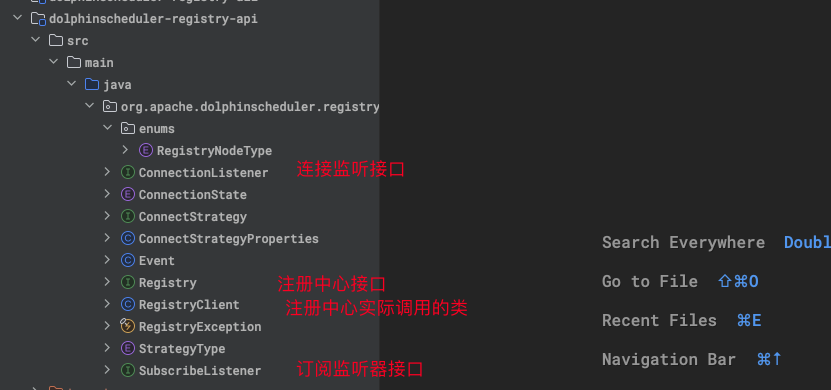 dolphinscheduler-registry-api
src
main
java
org.apache.dolphinscheduler.registry
enums
RegistryNodeType
ConnectionListener 连接监听接口
ConnectionState
ConnectStrategy
ConnectStrategyProperties
Event
Registry 注册中心接口
RegistryClient 注册中心实际调用的类
RegistryException
StrategyType
SubscribeListener 订阅监听器接口
Search Everywhere Doubl
Go to File ⇧⌘O
Recent Files ⌘E
Navigation Bar ⌘↑